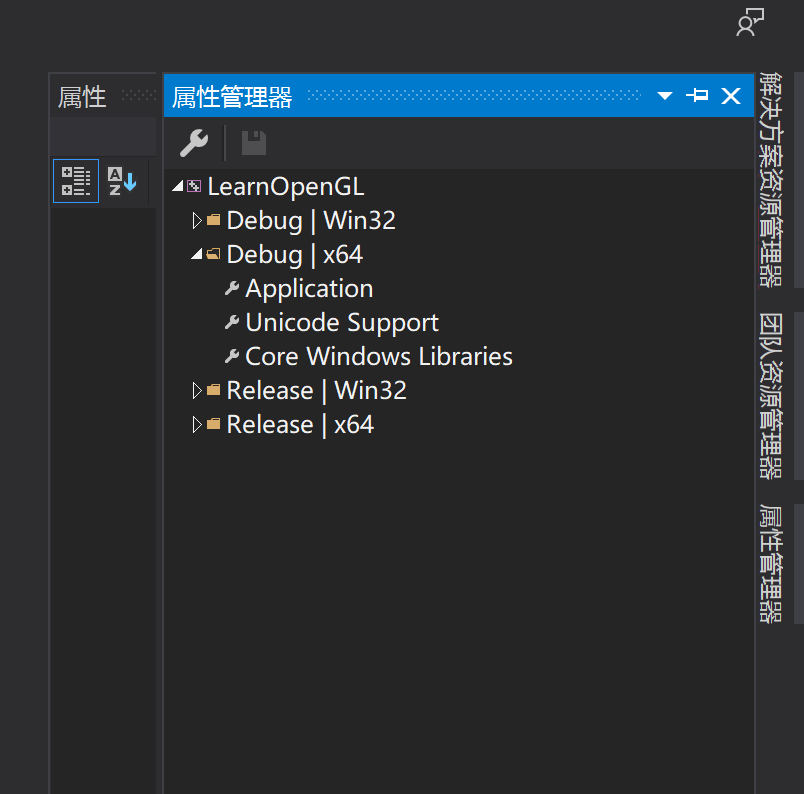 属性
属性管理器
LearnOpenGL
Debug | Win32
Debug | x64
Application
Unicode Support
Core Windows Libraries
Release | Win32
Release | x64
解决方案资源管理器
团队资源管理器
属性管理器